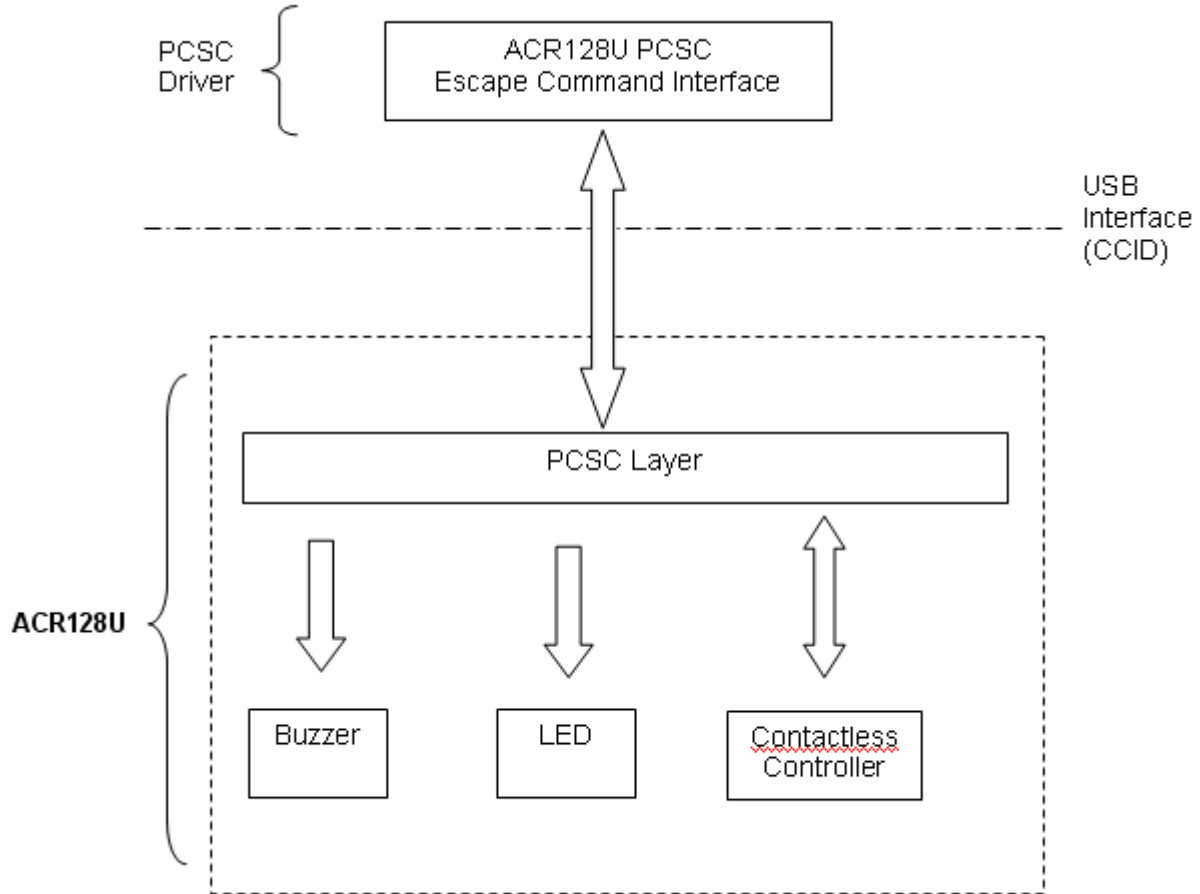 PCSC
Driver
ACR128U PCSC
Escape Command Interface
USB
Interface
(CCID)
PCSC Layer
ACR128U
Buzzer
LED
Contactless
Controller